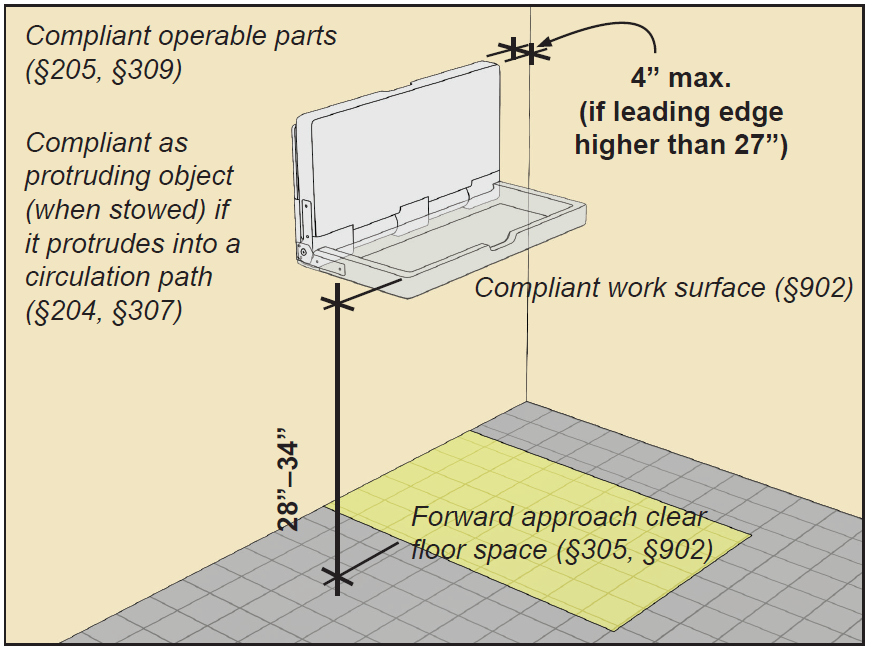 Compliant operable parts
(§205, §309)
Compliant as
protruding object
(when stowed) if
it protrudes into a
circulation path
(§204, §307)
4” max.
(if leading edge
higher than 27”)
Compliant work surface (§902)
28”–34”
Forward approach clear
floor space (§305, §902)